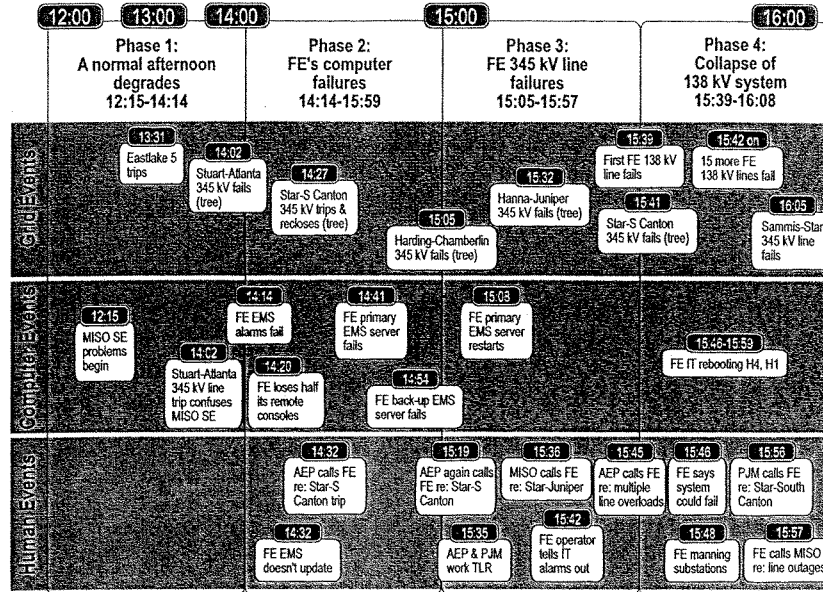 12:00
13:00
14:00
15:00
16:00
Phase 1:
A normal afternoon
degrades
12:15-14:14
Phase 2:
FE's computer
failures
14:14-15:59
Phase 3:
FE 345 kV line
failures
15:05-15:57
Phase 4:
Collapse of
138 kV system
15:39-16:08
Grid Events
13:31
Eastlake 5
trips
14:02
Stuart-Atlanta
345 kV fails
(tree)
14:27
Star-S Canton
345 kV trips &
recloses (tree)
15:05
Harding-Chamberlin
345 kV fails (tree)
15:32
Hanna-Juniper
345 kV fails (tree)
15:39
First FE 138 kV
line fails
15:41
Star-S Canton
345 kV fails (tree)
15:42 on
15 more FE
138 kV lines fail
16:05
Sammis-Star
345 kV line
fails
Computer Events
12:15
MISO SE
problems
begin
14:02
Stuart-Atlanta
345 kV line
trip confuses
MISO SE
14:14
FE EMS
alarms fail
14:20
FE loses half
its remote
consoles
14:41
FE primary
EMS server
fails
14:54
FE back-up EMS
server fails
15:08
FE primary
EMS server
restarts
15:46-15:59
FE IT rebooting H4, H1
Human Events
14:32
AEP calls FE
re: Star-S
Canton trip
14:32
FE EMS
doesn't update
15:19
AEP again calls
FE re: Star-S
Canton
15:35
AEP & PJM
work TLR
15:36
MISO calls FE
re: Star-Juniper
15:42
FE operator
tells IT
alarms out
15:45
AEP calls FE
re: multiple
line overloads
15:46
FE says
system
could fail
15:48
FE manning
substations
15:56
PJM calls FE
re: Star-South
Canton
15:57
FE calls MISO
re: line outages